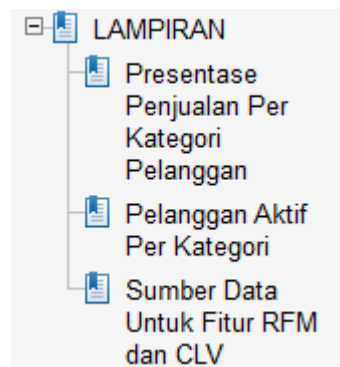 LAMPIRAN
Presentase
Penjualan Per
Kategori
Pelanggan
Pelanggan Aktif
Per Kategori
Sumber Data
Untuk Fitur RFM
dan CLV